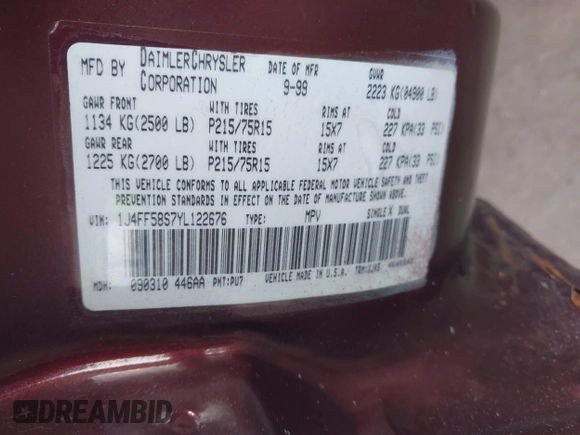 MFD BY DAIMLERCHRYSLER CORPORATION DATE OF MFR 9-99 GVWR 2223 KG(04900 LB)
GAWR FRONT WITH TIRES RIMS AT COLD
1134 KG(2500 LB) P215/75R15 15X7 227 KPA(33 PSI)
GAWR REAR WITH TIRES RIMS AT COLD
1225 KG(2700 LB) P215/75R15 15X7 227 KPA(33 PSI)
THIS VEHICLE CONFORMS TO ALL APPLICABLE FEDERAL MOTOR VEHICLE SAFETY AND THEFT
PREVENTION STANDARDS IN EFFECT ON THE DATE OF MANUFACTURE SHOWN ABOVE.
VIN: 1J4FF58S7YL122676 TYPE: MPV SINGLE X DUAL
MDH: 090310 446AA PNT:PU7 VEHICLE MADE IN U.S.A.
DREAMBID